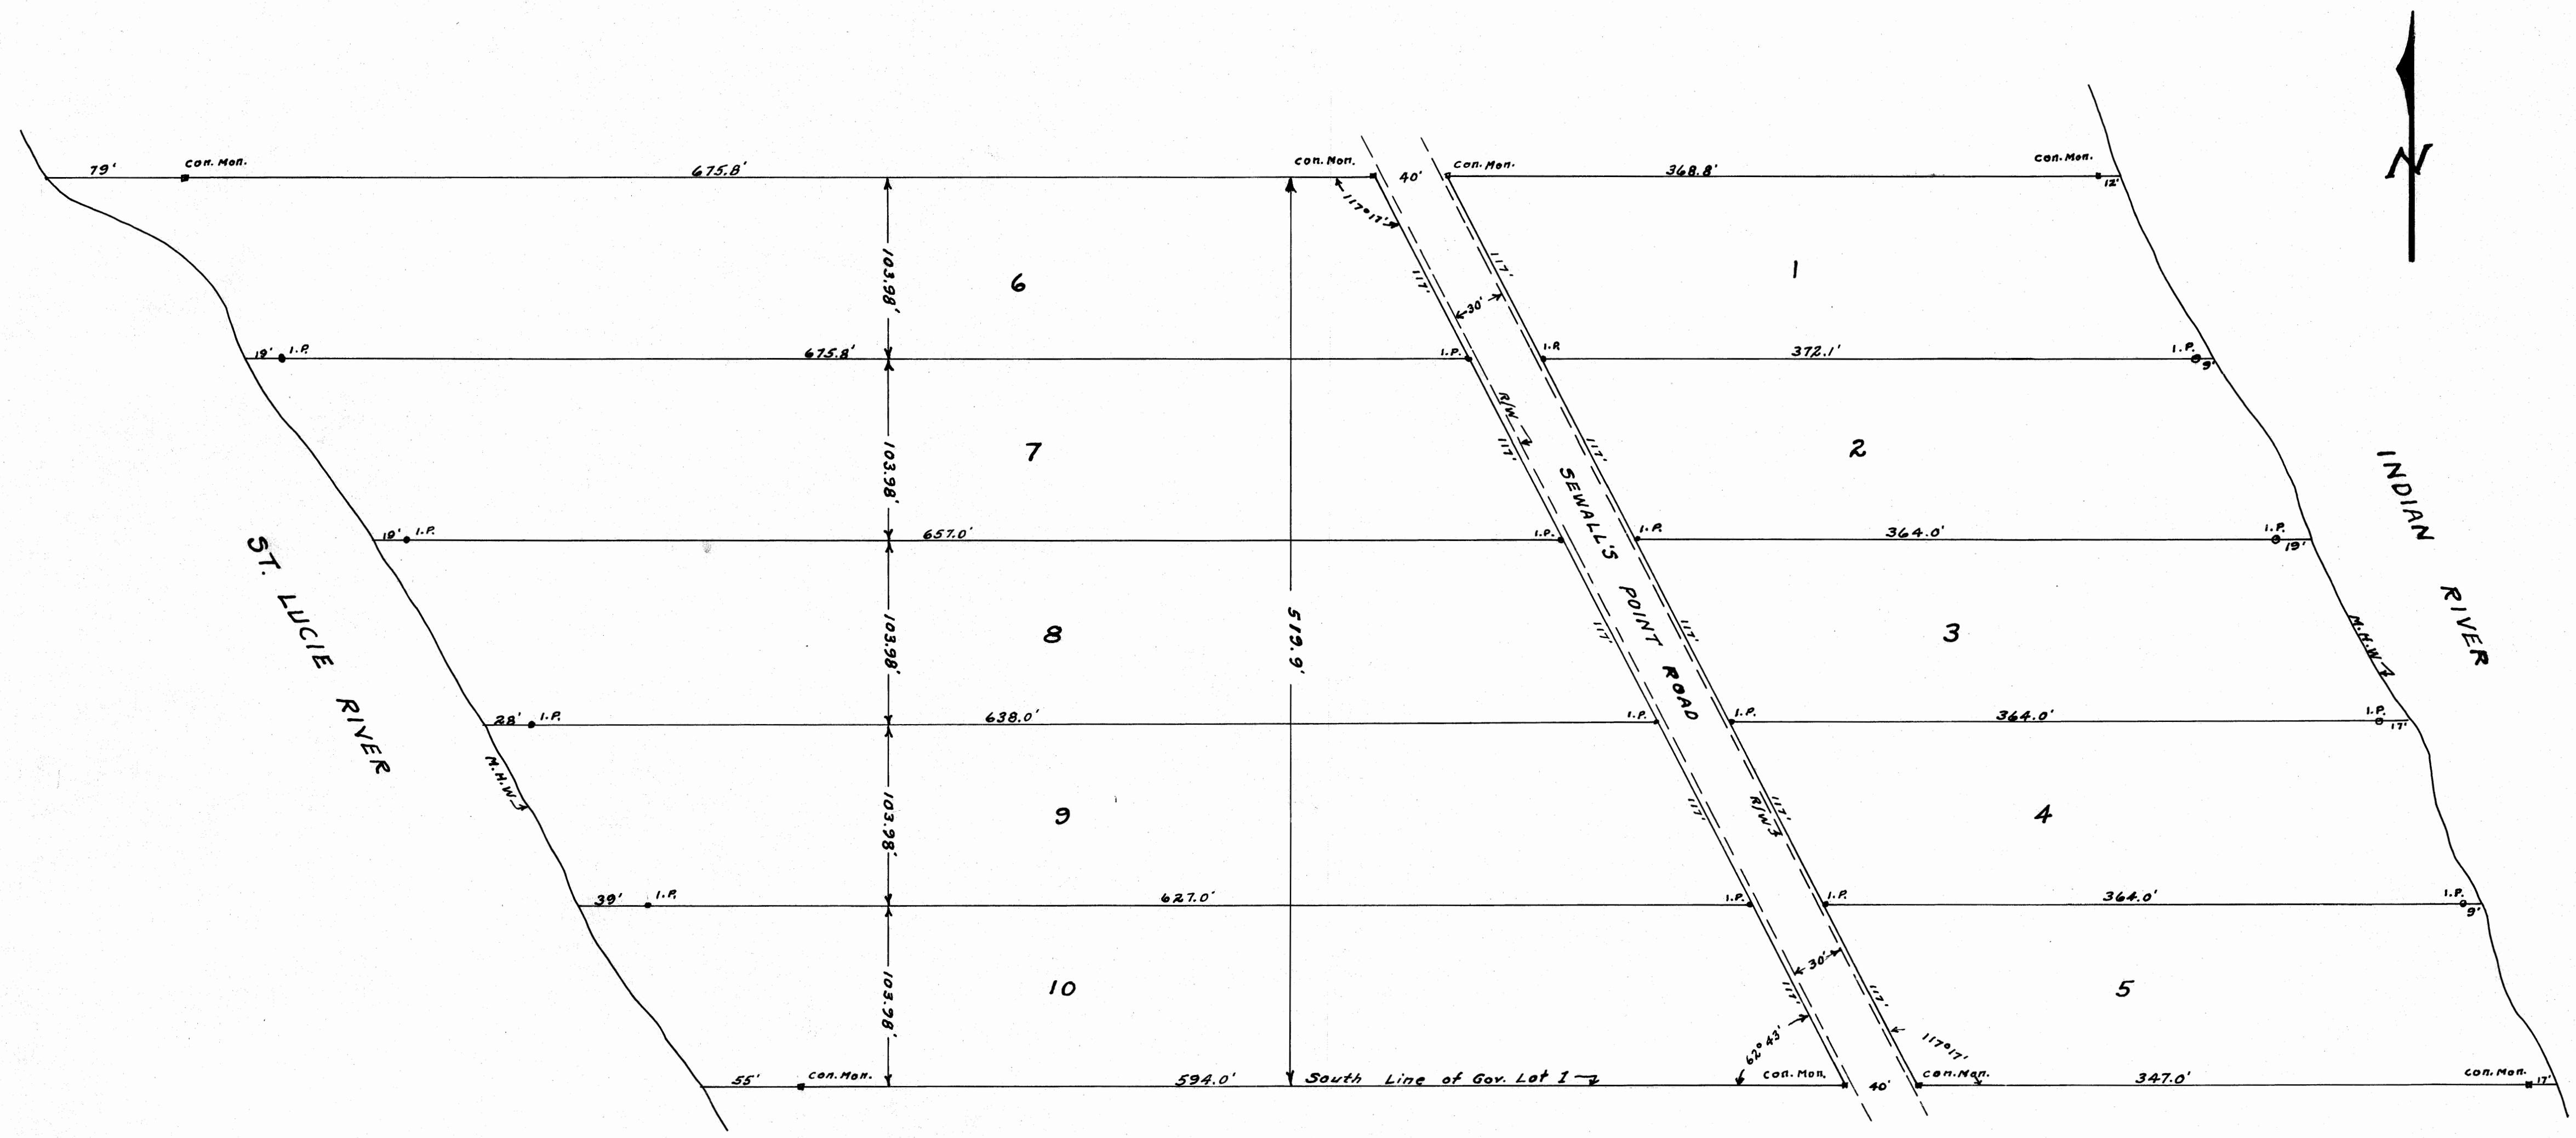 N
79'
Con. Mon.
675.8'
Con. Mon.
40'
Con. Mon.
368.8'
Con. Mon.
12'
117°17'
103.98'
6
117'
117'
30'
1
19'
I.P.
675.8'
I.P.
I.P.
372.1'
I.P.
9'
103.98'
7
R/W
117'
117'
2
19'
I.P.
657.0'
I.P.
I.P.
364.0'
I.P.
19'
SEWALL'S POINT ROAD
INDIAN RIVER
ST. LUCIE RIVER
103.98'
8
519.9'
117'
117'
3
M.H.W.
28'
I.P.
638.0'
I.P.
I.P.
364.0'
I.P.
17'
M.H.W.
103.98'
9
117'
117'
R/W
4
39'
I.P.
627.0'
I.P.
I.P.
364.0'
I.P.
9'
103.98'
10
30'
117'
117'
5
62°43'
117°17'
55'
Con. Mon.
594.0'
South Line of Gov. Lot 1
Con. Mon.
40'
Con. Mon.
347.0'
Con. Mon.
17'